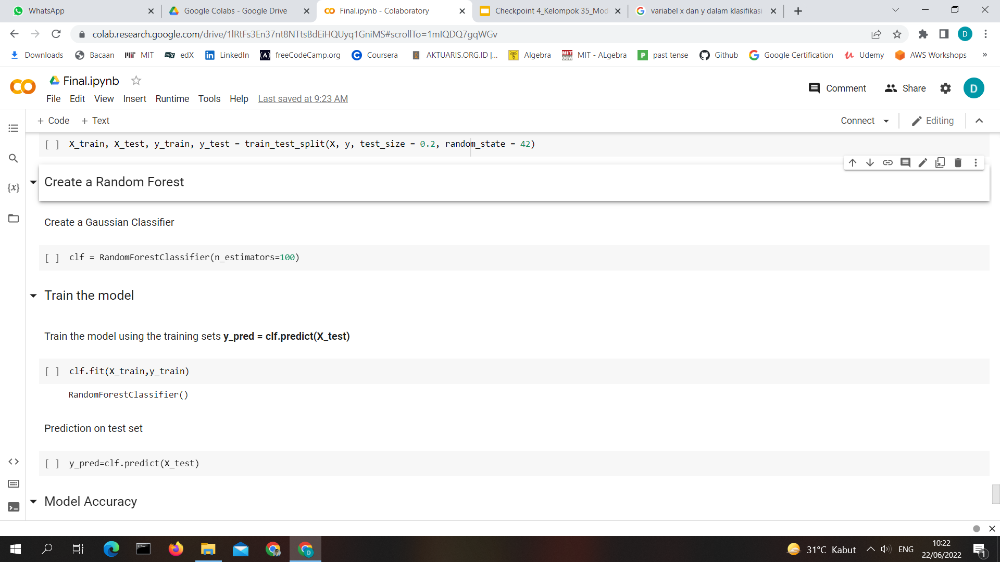 WhatsApp
Google Colabs - Google Drive
Final.ipynb - Colaboratory
Checkpoint 4_Kelompok 35_Mod
variabel x dan y dalam klasifikasi
colab.research.google.com/drive/1lRtFs3En37nt8NTtsBdEiHQUyq1GniMS#scrollTo=1mIQDQ7gqWGv
D
Downloads
Bacaan
MIT
edX
LinkedIn
freeCodeCamp.org
Coursera
AKTUARIS.ORG.ID |...
Algebra
MIT - ALgebra
past tense
Github
Google Certification
Udemy
AWS Workshops
»
Final.ipynb
Comment
Share
D
File Edit View Insert Runtime Tools Help Last saved at 9:23 AM
+ Code + Text
Connect
Editing
[ ] X_train, X_test, y_train, y_test = train_test_split(X, y, test_size = 0.2, random_state = 42)
{x}
Create a Random Forest
Create a Gaussian Classifier
[ ] clf = RandomForestClassifier(n_estimators=100)
Train the model
Train the model using the training sets y_pred = clf.predict(X_test)
[ ] clf.fit(X_train,y_train)
RandomForestClassifier()
Prediction on test set
[ ] y_pred=clf.predict(X_test)
Model Accuracy
31°C Kabut
ENG
10:22
22/06/2022
1